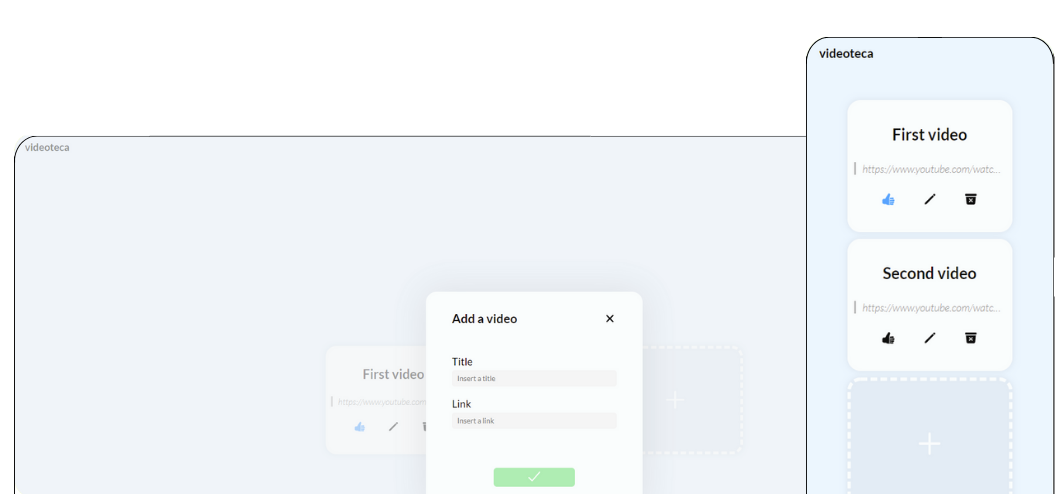 videoteca
First video
https://www.youtube.com
Add a video
Title
Insert a title
Link
Insert a link
videoteca
First video
https://www.youtube.com/watc...
Second video
https://www.youtube.com/watc...